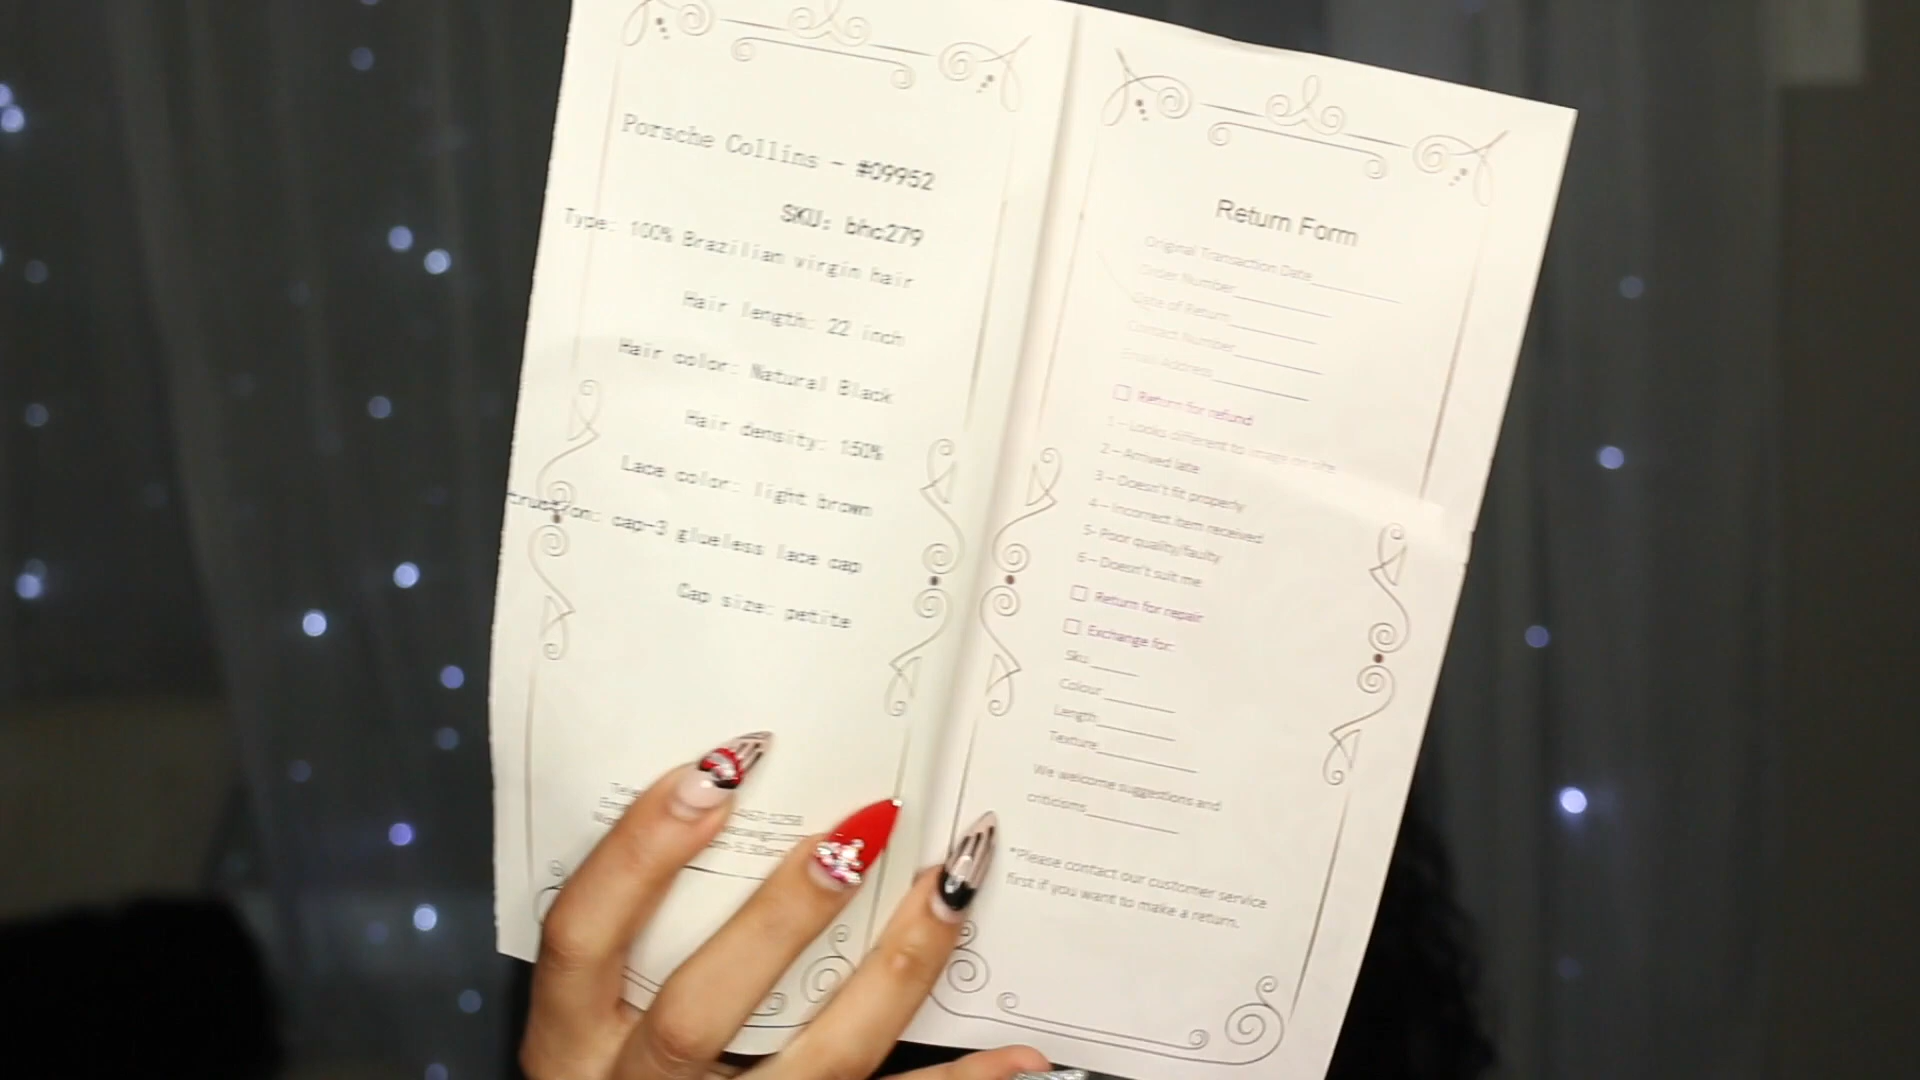 Porsche Collins - #09952
SKU: bhc279
Type: 100% Brazilian virgin hair
Hair length: 22 inch
Hair color: Natural Black
Hair density: 150%
Lace color: light brown
truction: cap-3 glueless lace cap
Cap size: petite
Return Form
Original Transaction Date
Order Number
Date of Return
Contact Number
Email Address
Return for refund
1 – Looks different to image on site
2 – Arrived late
3 – Doesn't fit properly
4 – Incorrect item received
5- Poor quality/faulty
6 – Doesn't suit me
Return for repair
Exchange for:
Sku
Colour
Length
Texture
We welcome suggestions and
criticisms
*Please contact our customer service
first if you want to make a return.